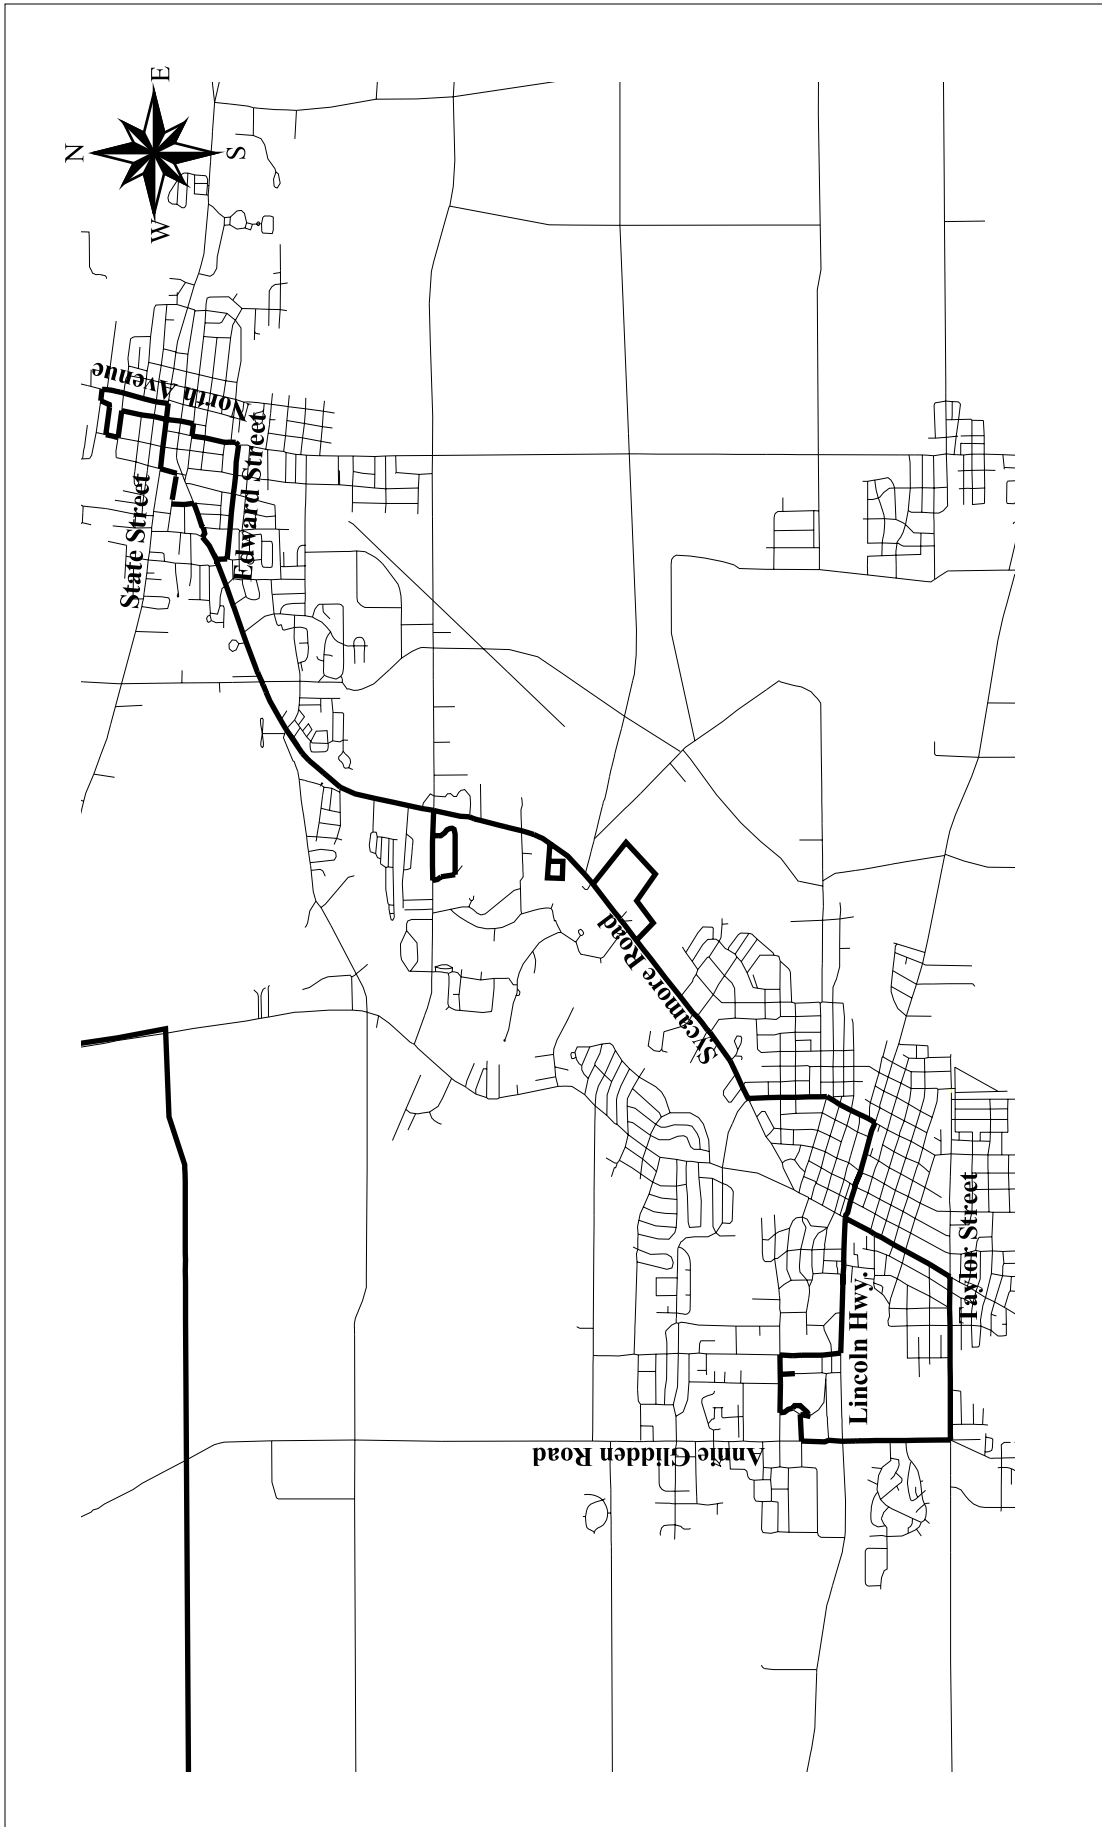 N
E
S
W
North Avenue
State Street
Edward Street
Sycamore Road
Taylor Street
Lincoln Hwy.
Annie Glidden Road